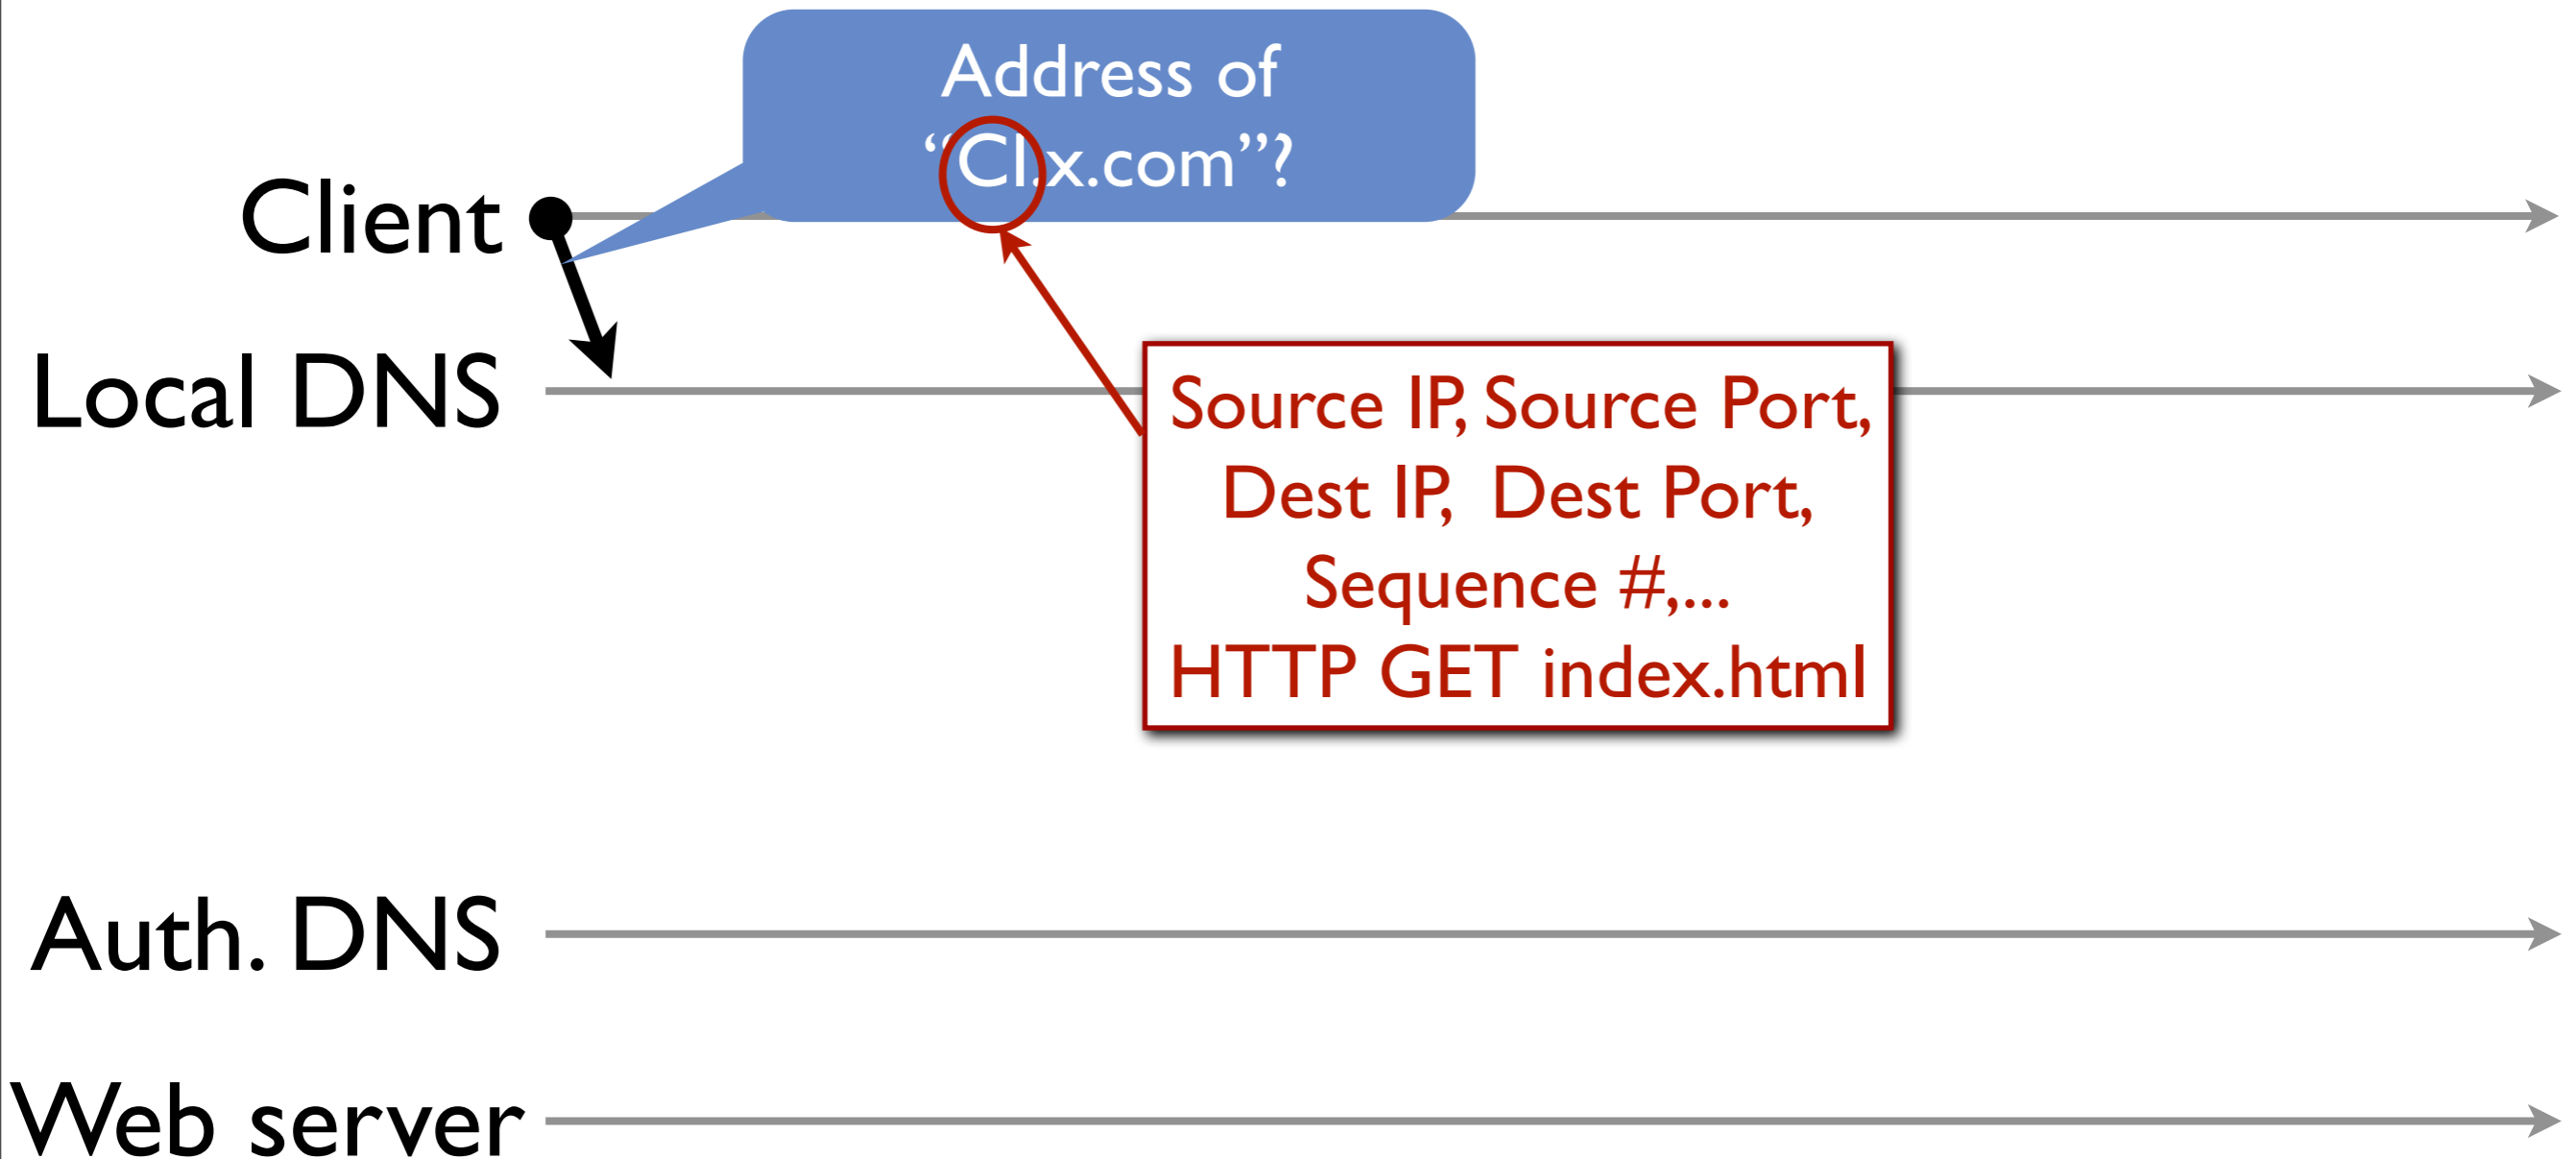 Address of
“C1.x.com”?
Client
Local DNS
Source IP, Source Port,
Dest IP, Dest Port,
Sequence #,...
HTTP GET index.html
Auth. DNS
Web server